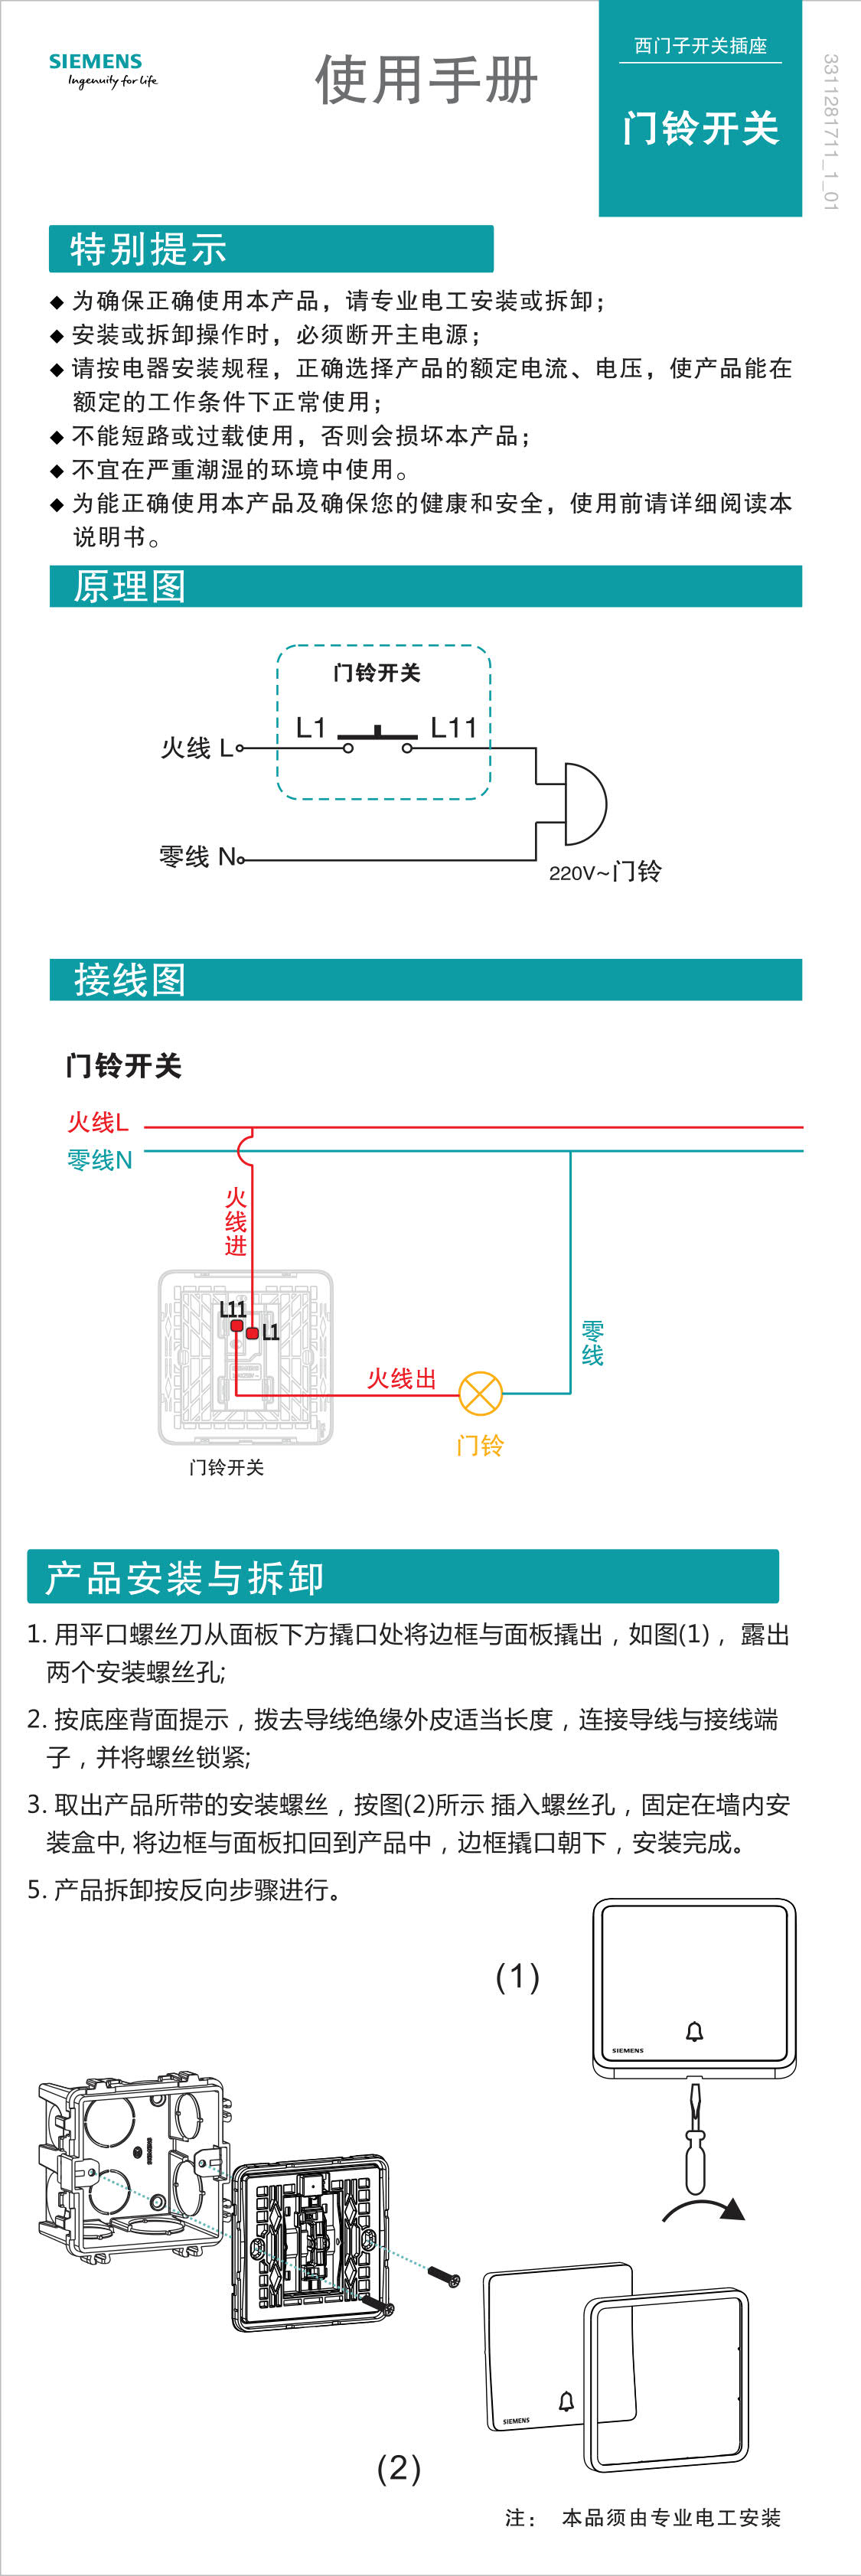 SIEMENS
Ingenuity for life
使用手册
西门子开关插座
门铃开关
3311281711_1_01
特别提示
◆ 为确保正确使用本产品，请专业电工安装或拆卸；
◆ 安装或拆卸操作时，必须断开主电源；
◆ 请按电器安装规程，正确选择产品的额定电流、电压，使产品能在
额定的工作条件下正常使用；
◆ 不能短路或过载使用，否则会损坏本产品；
◆ 不宜在严重潮湿的环境中使用。
◆ 为能正确使用本产品及确保您的健康和安全，使用前请详细阅读本
说明书。
原理图
门铃开关
L1 L11
火线 L
零线 N
220V~门铃
接线图
门铃开关
火线L
零线N
火线进
L11
L1
零线
火线出
门铃
门铃开关
产品安装与拆卸
1. 用平口螺丝刀从面板下方撬口处将边框与面板撬出，如图(1)， 露出
两个安装螺丝孔;
2. 按底座背面提示，拨去导线绝缘外皮适当长度，连接导线与接线端
子，并将螺丝锁紧;
3. 取出产品所带的安装螺丝，按图(2)所示 插入螺丝孔，固定在墙内安
装盒中, 将边框与面板扣回到产品中，边框撬口朝下，安装完成。
5. 产品拆卸按反向步骤进行。
(1)
SIEMENS
SIEMENS
SIEMENS
(2)
注： 本品须由专业电工安装